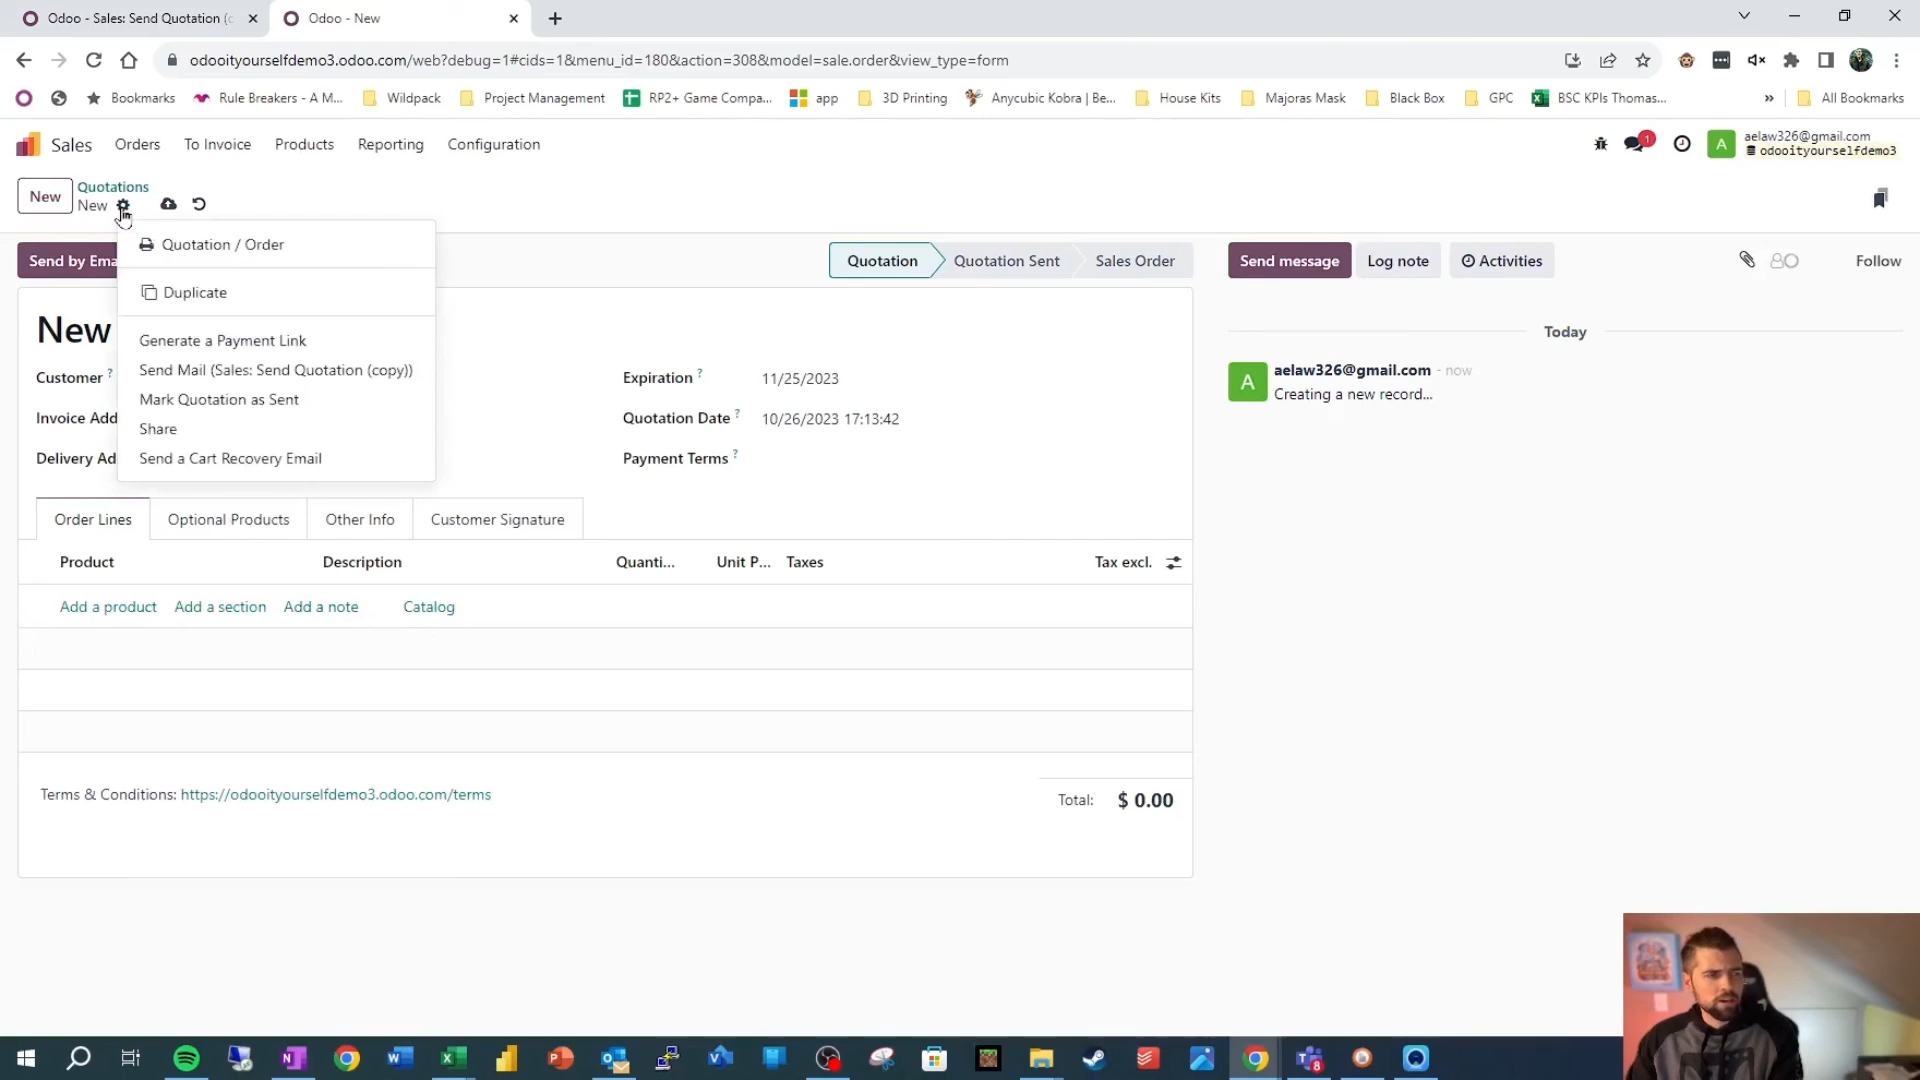 Odoo - Sales: Send Quotation (c
Odoo - New
odooityourselfdemo3.odoo.com/web?debug=1#cids=1&menu_id=180&action=308&model=sale.order&view_type=form
Bookmarks
Rule Breakers - A M...
Wildpack
Project Management
RP2+ Game Compa...
app
3D Printing
Anycubic Kobra | Be...
House Kits
Majoras Mask
Black Box
GPC
BSC KPIs Thomas...
»
All Bookmarks
Sales
Orders
To Invoice
Products
Reporting
Configuration
1
A
aelaw326@gmail.com
odooityourselfdemo3
New
Quotations
New
Quotation / Order
Duplicate
Generate a Payment Link
Send Mail (Sales: Send Quotation (copy))
Mark Quotation as Sent
Share
Send a Cart Recovery Email
Send by Ema
Quotation
Quotation Sent
Sales Order
Send message
Log note
Activities
0
Follow
New
Customer ?
Invoice Add
Delivery Ad
Expiration ? 11/25/2023
Quotation Date ? 10/26/2023 17:13:42
Payment Terms ?
Today
A
aelaw326@gmail.com - now
Creating a new record...
Order Lines
Optional Products
Other Info
Customer Signature
Product
Description
Quanti...
Unit P...
Taxes
Tax excl.
Add a product
Add a section
Add a note
Catalog
Terms & Conditions: https://odooityourselfdemo3.odoo.com/terms
Total: $ 0.00